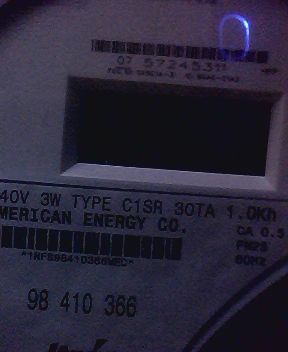 07 57245311
40V 3W TYPE C1SR 30TA 1.0Kh
MERICAN ENERGY CO.
CA 0.5
FM2S
60HZ
98 410 366